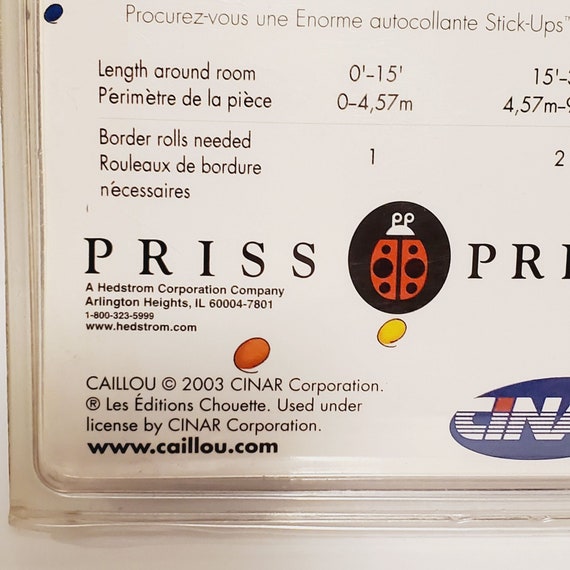 Procurez-vous une Enorme autocollante Stick-Ups™
Length around room 0'–15' 15'–
Périmètre de la pièce 0–4,57m 4,57m–
Border rolls needed
Rouleaux de bordure 1 2
nécessaires
PRISS PRI
A Hedstrom Corporation Company
Arlington Heights, IL 60004-7801
1-800-323-5999
www.hedstrom.com
CAILLOU © 2003 CINAR Corporation.
® Les Éditions Chouette. Used under
license by CINAR Corporation.
www.caillou.com
CINA